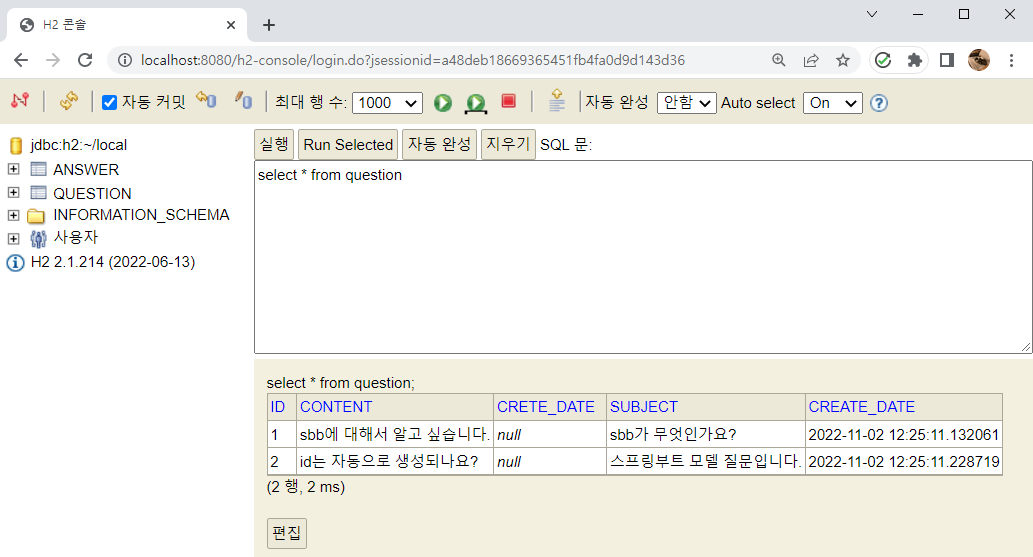 H2 콘솔
localhost:8080/h2-console/login.do?jsessionid=a48deb18669365451fb4fa0d9d143d36
자동 커밋 최대 행 수: 1000 자동 완성 안함 Auto select On
jdbc:h2:~/local
ANSWER
QUESTION
INFORMATION_SCHEMA
사용자
H2 2.1.214 (2022-06-13)
실행 Run Selected 자동 완성 지우기 SQL 문:
select * from question
select * from question;
ID CONTENT CRETE_DATE SUBJECT CREATE_DATE
1 sbb에 대해서 알고 싶습니다. null sbb가 무엇인가요? 2022-11-02 12:25:11.132061
2 id는 자동으로 생성되나요? null 스프링부트 모델 질문입니다. 2022-11-02 12:25:11.228719
(2 행, 2 ms)
편집